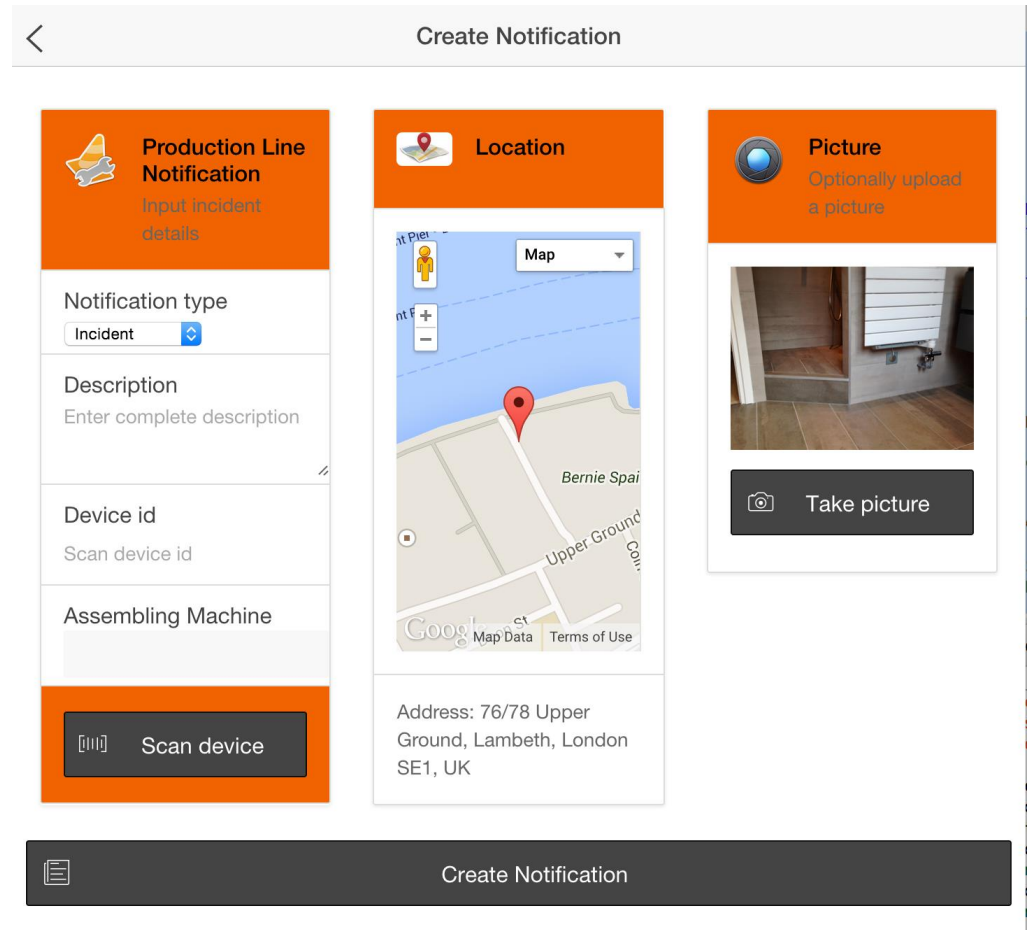 Create Notification
Production Line
Notification
Input incident
details
Notification type
Incident
Description
Enter complete description
Device id
Scan device id
Assembling Machine
Scan device
Location
Map
+
−
Bernie Spai
Upper Ground
St
Google
Map Data
Terms of Use
Address: 76/78 Upper
Ground, Lambeth, London
SE1, UK
Picture
Optionally upload
a picture
Take picture
Create Notification